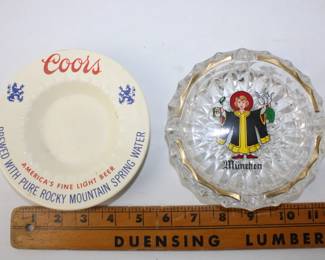 Coors
AMERICA'S FINE LIGHT BEER
BREWED WITH PURE ROCKY MOUNTAIN SPRING WATER
München
1 2 3 4 5 6 7 8 9 10 11
DUENSING LUMBER